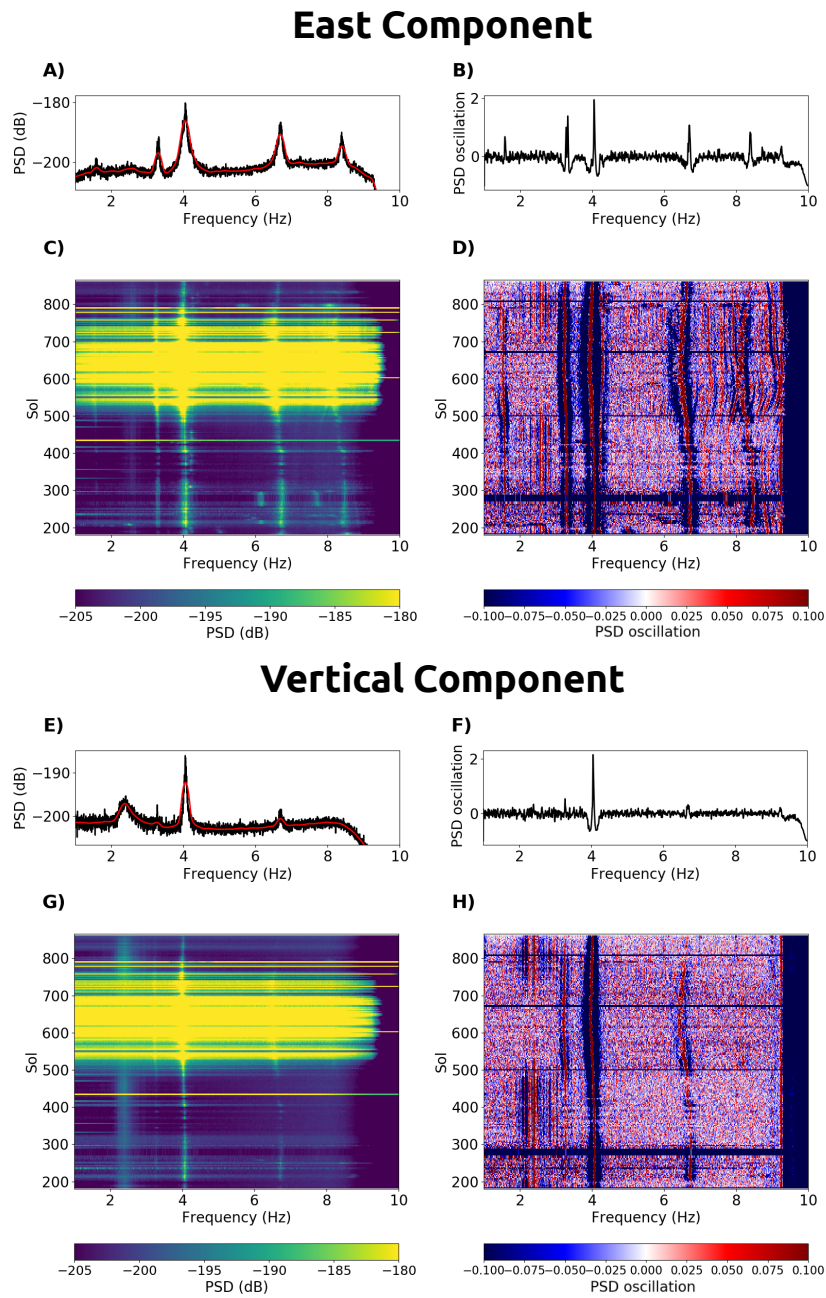 East Component
A) B)
−180
−200
PSD (dB)
2 4 6 8 10
Frequency (Hz)
2
0
PSD oscillation
2 4 6 8 10
Frequency (Hz)
C) D)
800
700
600
500
400
300
200
Sol
2 4 6 8 10
Frequency (Hz)
800
700
600
500
400
300
200
Sol
2 4 6 8 10
Frequency (Hz)
−205 −200 −195 −190 −185 −180
PSD (dB)
−0.100 −0.075 −0.050 −0.025 0.000 0.025 0.050 0.075 0.100
PSD oscillation
Vertical Component
E) F)
−190
−200
PSD (dB)
2 4 6 8 10
Frequency (Hz)
2
0
PSD oscillation
2 4 6 8 10
Frequency (Hz)
G) H)
800
700
600
500
400
300
200
Sol
2 4 6 8 10
Frequency (Hz)
800
700
600
500
400
300
200
Sol
2 4 6 8 10
Frequency (Hz)
−205 −200 −195 −190 −185 −180
PSD (dB)
−0.100 −0.075 −0.050 −0.025 0.000 0.025 0.050 0.075 0.100
PSD oscillation